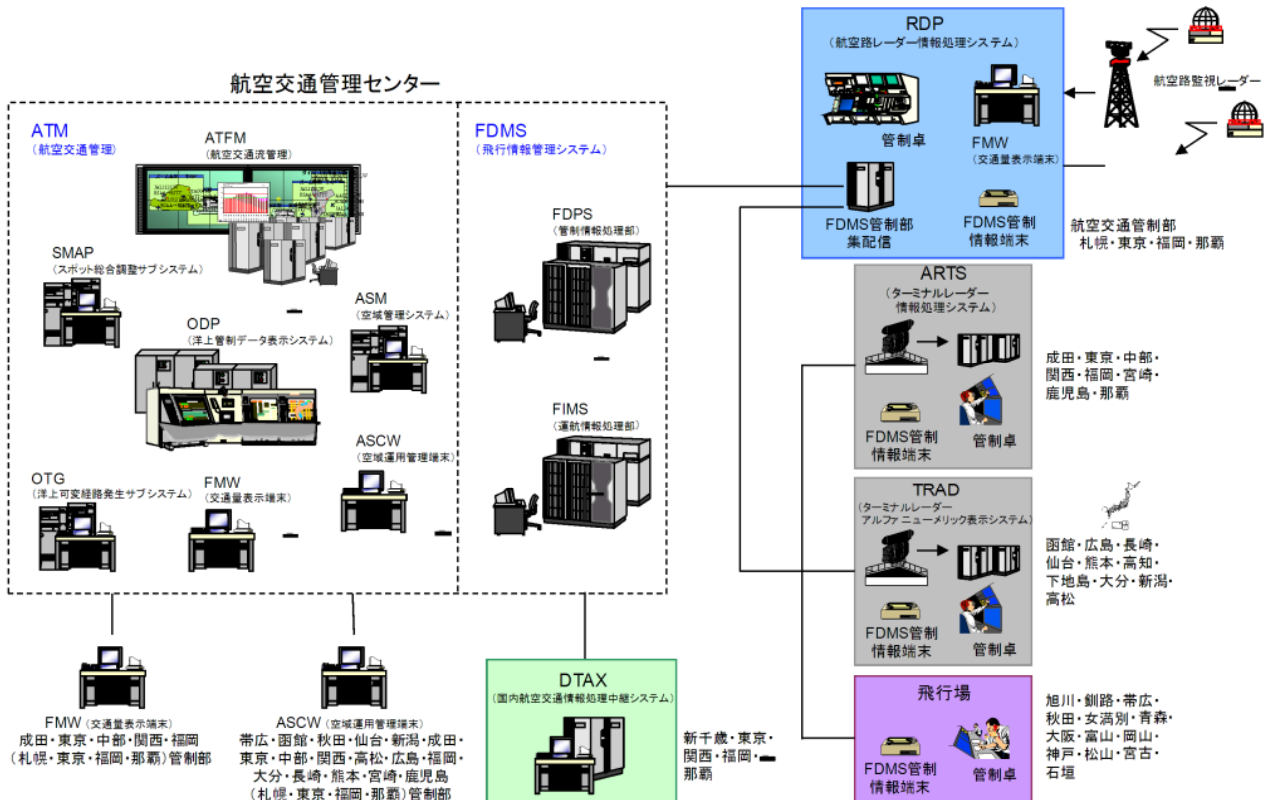 航空交通管理センター
ATM
(航空交通管理)
ATFM
(航空交通流管理)
SMAP
(スポット総合調整サブシステム)
ODP
(洋上管制データ表示システム)
ASM
(空域管理システム)
OTG
(洋上可変経路発生サブシステム)
FMW
(交通量表示端末)
ASCW
(空域運用管理端末)
FDMS
(飛行情報管理システム)
FDPS
(管制情報処理部)
FIMS
(運航情報処理部)
FMW (交通量表示端末)
成田・東京・中部・関西・福岡
(札幌・東京・福岡・那覇)管制部
ASCW (空域運用管理端末)
帯広・函館・秋田・仙台・新潟・成田・
東京・中部・関西・高松・広島・福岡・
大分・長崎・熊本・宮崎・鹿児島
(札幌・東京・福岡・那覇)管制部
DTAX
(国内航空交通情報処理中継システム)
新千歳・東京・
関西・福岡・
那覇
RDP
(航空路レーダー情報処理システム)
管制卓
FMW
(交通量表示端末)
FDMS管制部
集配信
FDMS管制
情報端末
航空路監視レーダー
航空交通管制部
札幌・東京・福岡・那覇
ARTS
(ターミナルレーダー
情報処理システム)
FDMS管制
情報端末
管制卓
成田・東京・中部・
関西・福岡・宮崎・
鹿児島・那覇
TRAD
(ターミナルレーダー
アルファニューメリック表示システム)
FDMS管制
情報端末
管制卓
函館・広島・長崎・
仙台・熊本・高知・
下地島・大分・新潟・
高松
飛行場
FDMS管制
情報端末
管制卓
旭川・釧路・帯広・
秋田・女満別・青森・
大阪・富山・岡山・
神戸・松山・宮古・
石垣